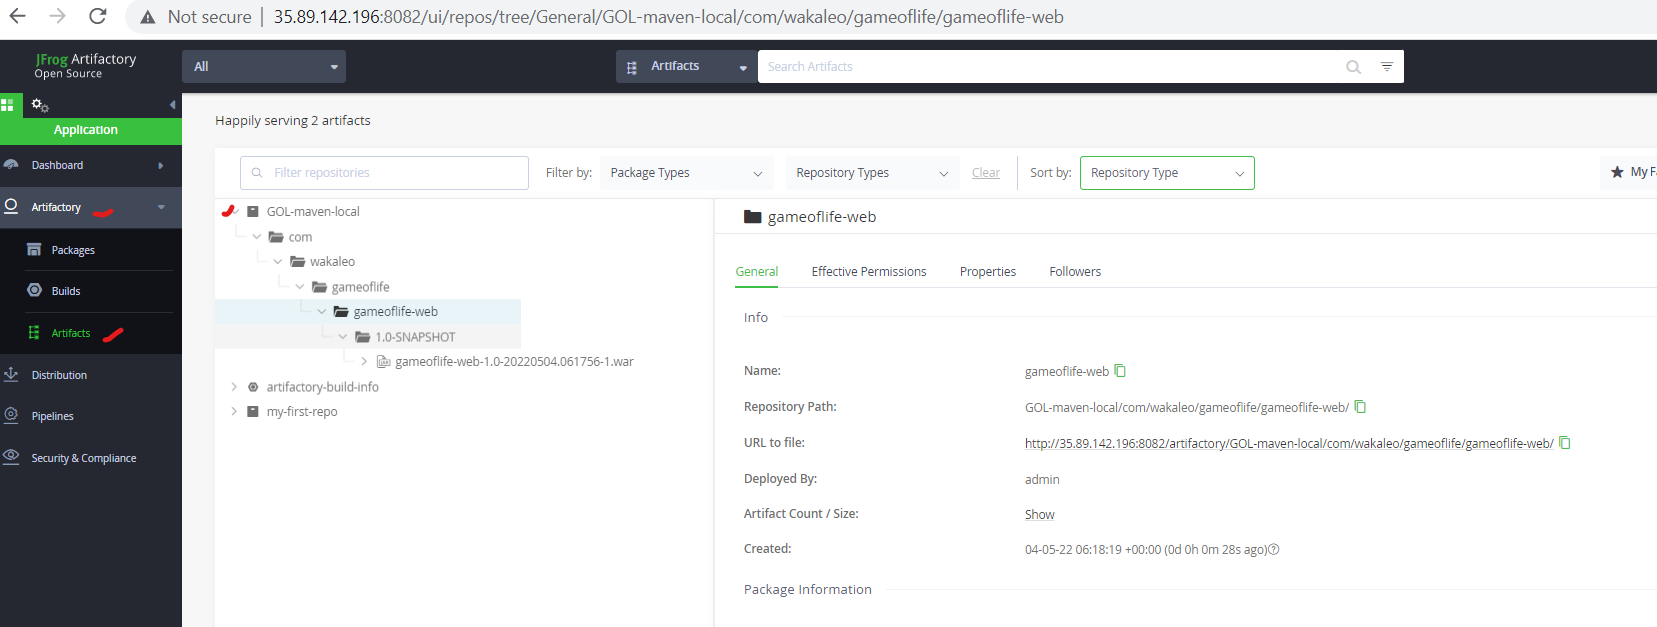 Not secure | 35.89.142.196:8082/ui/repos/tree/General/GOL-maven-local/com/wakaleo/gameoflife/gameoflife-web
JFrog Artifactory
Open Source
All
Artifacts
Search Artifacts
Application
Happily serving 2 artifacts
Dashboard
Filter repositories
Filter by:
Package Types
Repository Types
Clear
Sort by:
Repository Type
My Fa
Artifactory
GOL-maven-local
gameoflife-web
com
Packages
wakaleo
General
Effective Permissions
Properties
Followers
Builds
gameoflife
gameoflife-web
Info
Artifacts
1.0-SNAPSHOT
gameoflife-web-1.0-20220504.061756-1.war
Name:
gameoflife-web
Distribution
artifactory-build-info
Repository Path:
GOL-maven-local/com/wakaleo/gameoflife/gameoflife-web/
Pipelines
my-first-repo
URL to file:
http://35.89.142.196:8082/artifactory/GOL-maven-local/com/wakaleo/gameoflife/gameoflife-web/
Security & Compliance
Deployed By:
admin
Artifact Count / Size:
Show
Created:
04-05-22 06:18:19 +00:00 (0d 0h 0m 28s ago)
Package Information